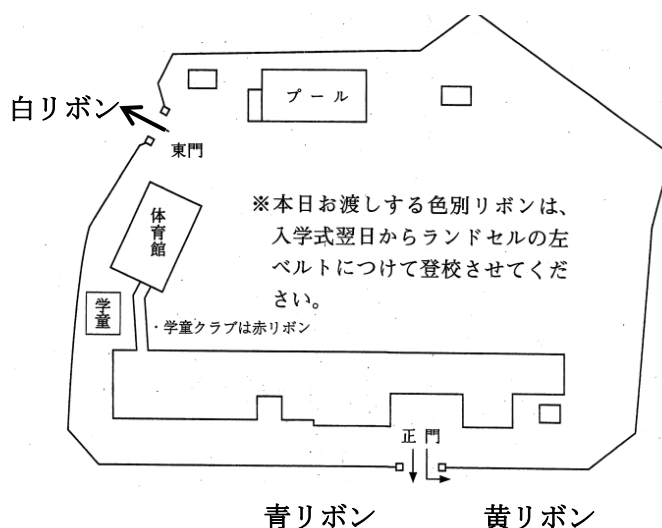 プール
白リボン
東門
体育館
※本日お渡しする色別リボンは、
入学式翌日からランドセルの左
ベルトにつけて登校させてくだ
さい。
学童
・学童クラブは赤リボン
正門
青リボン
黄リボン